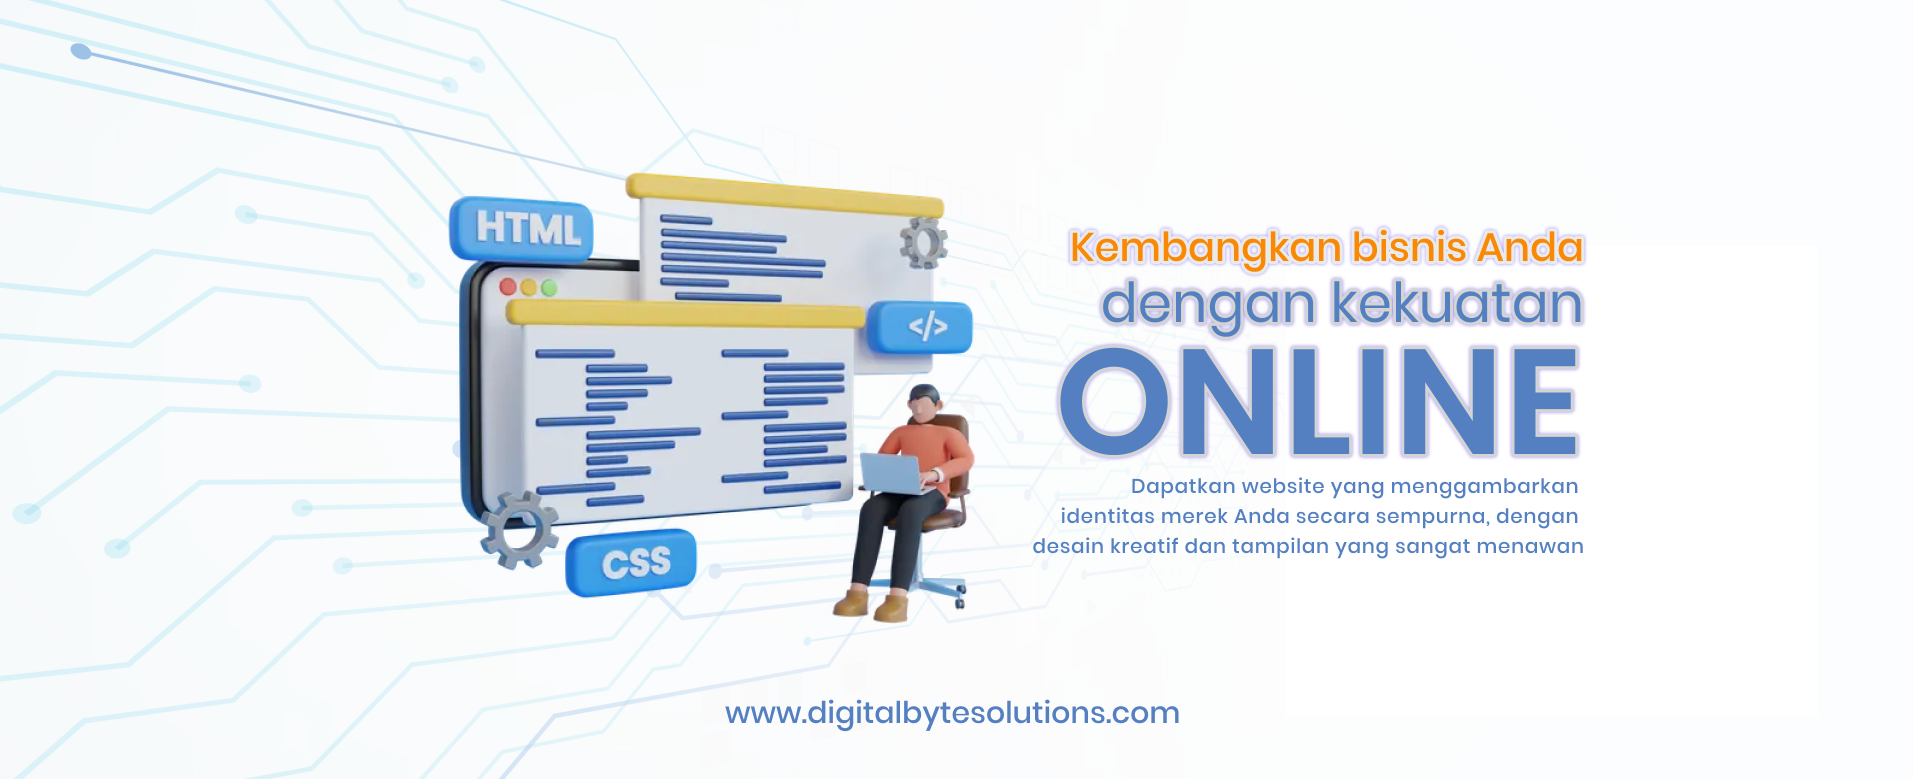 HTML
</>
CSS
Kembangkan bisnis Anda
dengan kekuatan
ONLINE
Dapatkan website yang menggambarkan
identitas merek Anda secara sempurna, dengan
desain kreatif dan tampilan yang sangat menawan
www.digitalbytesolutions.com